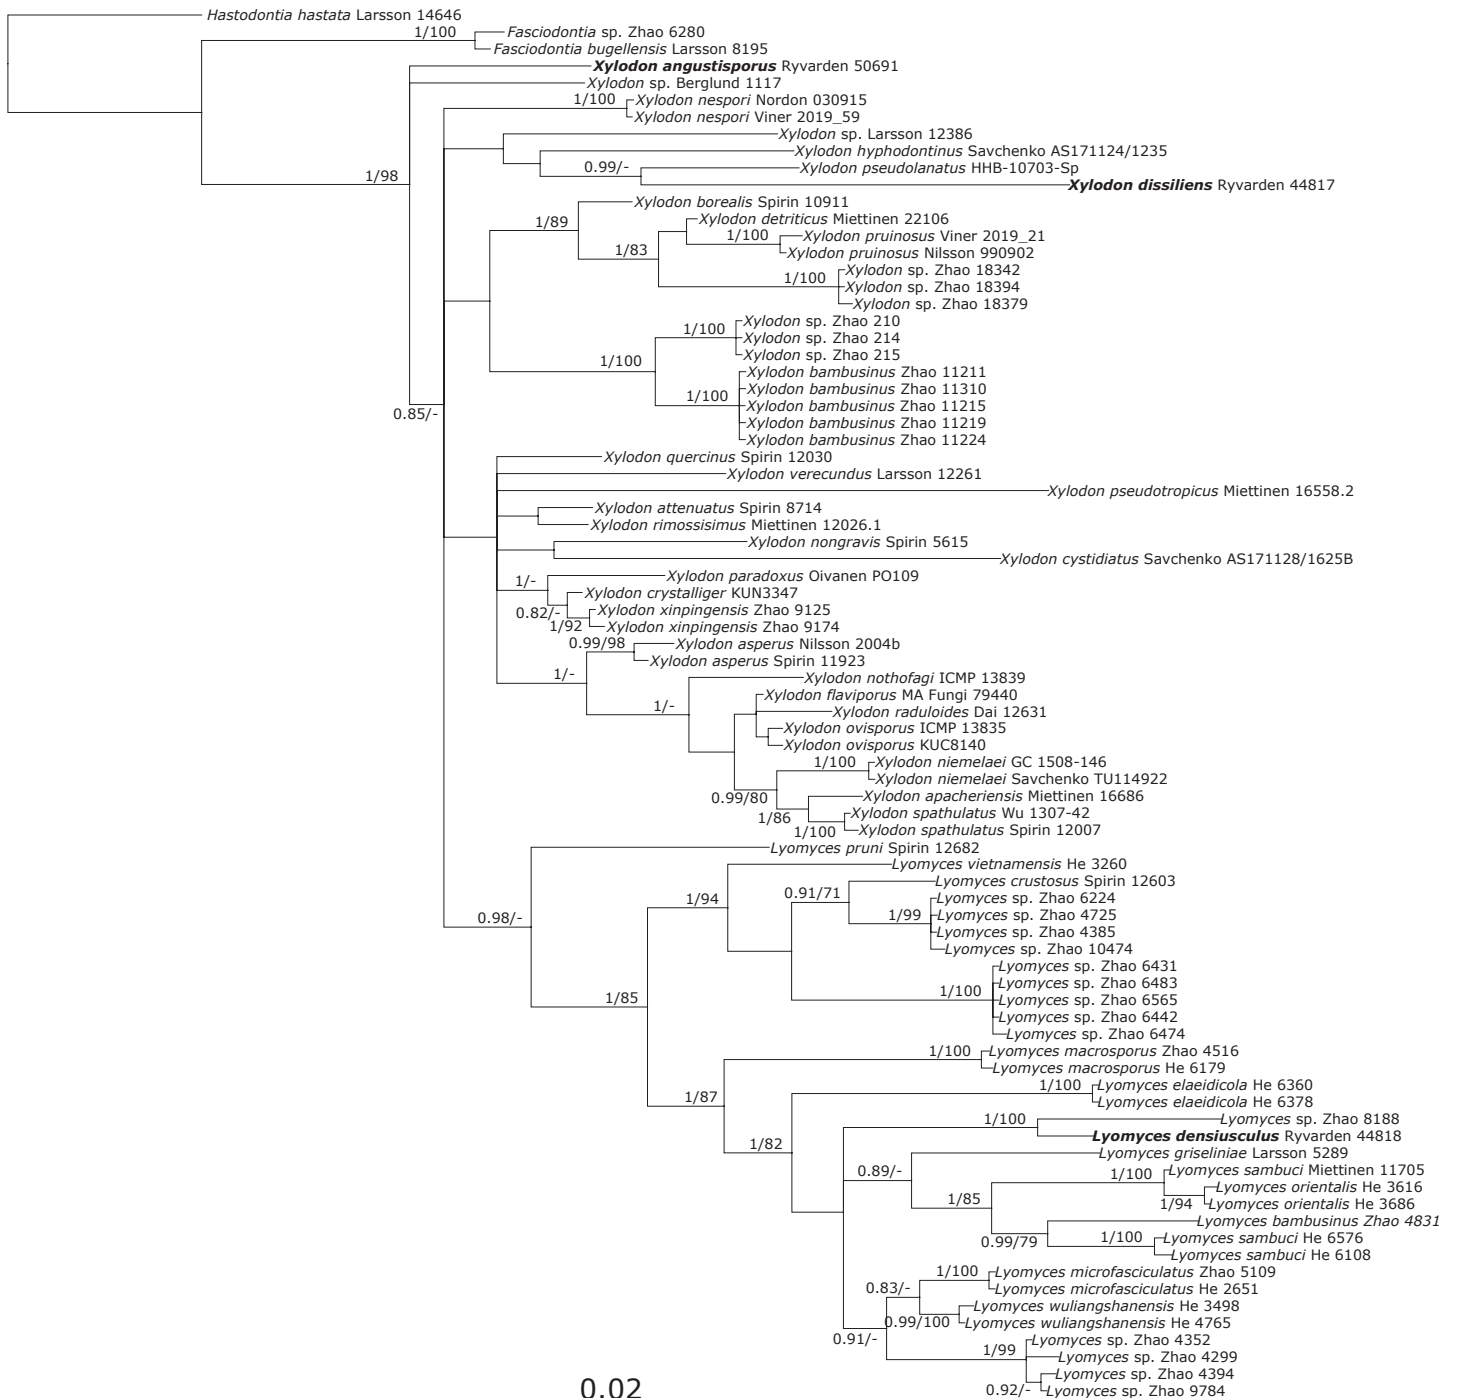 Hastodontia hastata Larsson 14646
1/100
Fasciodontia sp. Zhao 6280
Fasciodontia bugellensis Larsson 8195
Xylodon angustisporus Ryvarden 50691
Xylodon sp. Berglund 1117
1/100
Xylodon nespori Nordon 030915
Xylodon nespori Viner 2019_59
Xylodon sp. Larsson 12386
Xylodon hyphodontinus Savchenko AS171124/1235
0.99/-
Xylodon pseudolanatus HHB-10703-Sp
1/98
Xylodon dissiliens Ryvarden 44817
Xylodon borealis Spirin 10911
1/89
Xylodon detriticus Miettinen 22106
1/100
Xylodon pruinosus Viner 2019_21
1/83
Xylodon pruinosus Nilsson 990902
Xylodon sp. Zhao 18342
1/100
Xylodon sp. Zhao 18394
Xylodon sp. Zhao 18379
Xylodon sp. Zhao 210
1/100
Xylodon sp. Zhao 214
Xylodon sp. Zhao 215
1/100
Xylodon bambusinus Zhao 11211
Xylodon bambusinus Zhao 11310
1/100
Xylodon bambusinus Zhao 11215
0.85/-
Xylodon bambusinus Zhao 11219
Xylodon bambusinus Zhao 11224
Xylodon quercinus Spirin 12030
Xylodon verecundus Larsson 12261
Xylodon pseudotropicus Miettinen 16558.2
Xylodon attenuatus Spirin 8714
Xylodon rimossisimus Miettinen 12026.1
Xylodon nongravis Spirin 5615
Xylodon cystidiatus Savchenko AS171128/1625B
Xylodon paradoxus Oivanen PO109
1/-
Xylodon crystalliger KUN3347
0.82/-
Xylodon xinpingensis Zhao 9125
1/92
Xylodon xinpingensis Zhao 9174
0.99/98
Xylodon asperus Nilsson 2004b
Xylodon asperus Spirin 11923
1/-
Xylodon nothofagi ICMP 13839
Xylodon flaviporus MA Fungi 79440
1/-
Xylodon raduloides Dai 12631
Xylodon ovisporus ICMP 13835
Xylodon ovisporus KUC8140
1/100
Xylodon niemelaei GC 1508-146
Xylodon niemelaei Savchenko TU114922
0.99/80
Xylodon apacheriensis Miettinen 16686
1/86
Xylodon spathulatus Wu 1307-42
1/100
Xylodon spathulatus Spirin 12007
Lyomyces pruni Spirin 12682
Lyomyces vietnamensis He 3260
Lyomyces crustosus Spirin 12603
0.91/71
1/94
Lyomyces sp. Zhao 6224
0.98/-
1/99
Lyomyces sp. Zhao 4725
Lyomyces sp. Zhao 4385
Lyomyces sp. Zhao 10474
Lyomyces sp. Zhao 6431
Lyomyces sp. Zhao 6483
1/85
1/100
Lyomyces sp. Zhao 6565
Lyomyces sp. Zhao 6442
Lyomyces sp. Zhao 6474
1/100
Lyomyces macrosporus Zhao 4516
Lyomyces macrosporus He 6179
1/100
Lyomyces elaeidicola He 6360
1/87
Lyomyces elaeidicola He 6378
1/100
Lyomyces sp. Zhao 8188
Lyomyces densiusculus Ryvarden 44818
1/82
Lyomyces griseliniae Larsson 5289
0.89/-
1/100
Lyomyces sambuci Miettinen 11705
Lyomyces orientalis He 3616
1/85
1/94
Lyomyces orientalis He 3686
Lyomyces bambusinus Zhao 4831
0.99/79
1/100
Lyomyces sambuci He 6576
Lyomyces sambuci He 6108
1/100
Lyomyces microfasciculatus Zhao 5109
0.83/-
Lyomyces microfasciculatus He 2651
Lyomyces wuliangshanensis He 3498
0.99/100
Lyomyces wuliangshanensis He 4765
0.91/-
Lyomyces sp. Zhao 4352
1/99
Lyomyces sp. Zhao 4299
Lyomyces sp. Zhao 4394
0.92/-
Lyomyces sp. Zhao 9784
0.02